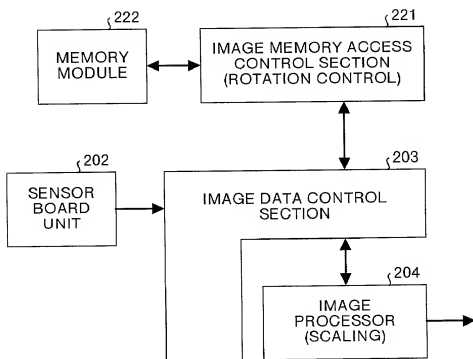 222
MEMORY
MODULE
221
IMAGE MEMORY ACCESS
CONTROL SECTION
(ROTATION CONTROL)
202
SENSOR
BOARD
UNIT
203
IMAGE DATA CONTROL
SECTION
204
IMAGE
PROCESSOR
(SCALING)